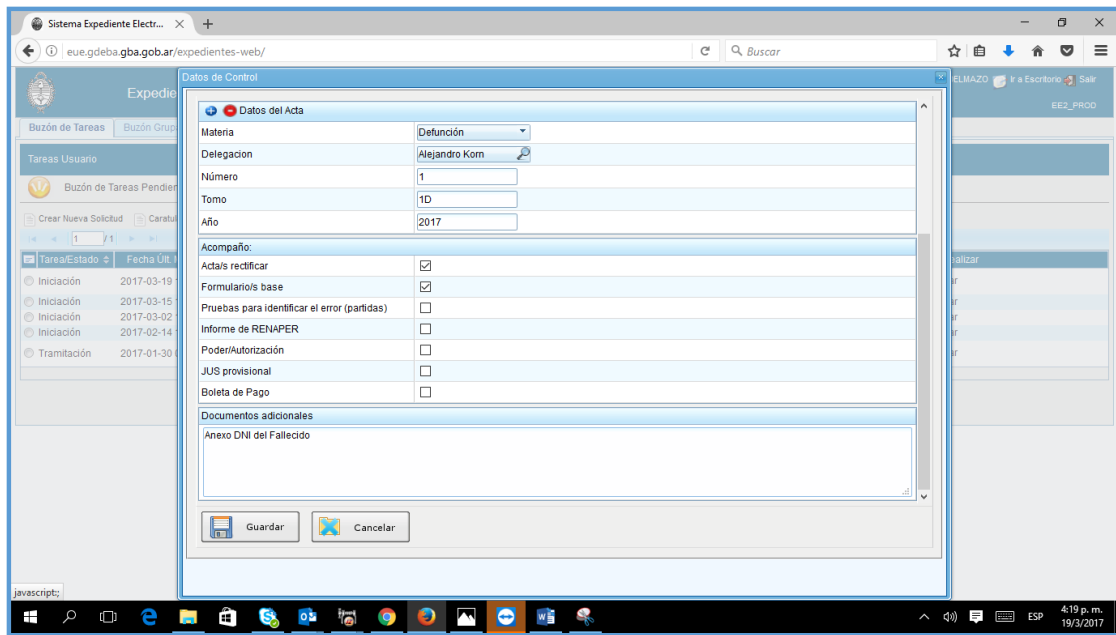 Sistema Expediente Electr...
eue.gdeba.gba.gob.ar/expedientes-web/
Buscar
Datos de Control
ELMAZO Ir a Escritorio Salir
Expedie
EE2_PROD
Buzón de Tareas Buzón Grup
Tareas Usuario
Buzón de Tareas Pendien
Crear Nueva Solicitud Caratul
1 /1
Tarea/Estado Fecha Últ. alizar
Iniciación 2017-03-19
Iniciación 2017-03-15
Iniciación 2017-03-02
Iniciación 2017-02-14
Tramitación 2017-01-30
Datos del Acta
Materia Defunción
Delegacion Alejandro Korn
Número 1
Tomo 1D
Año 2017
Acompaño:
Acta/s rectificar
Formulario/s base
Pruebas para identificar el error (partidas)
Informe de RENAPER
Poder/Autorización
JUS provisional
Boleta de Pago
Documentos adicionales
Anexo DNI del Fallecido
Guardar Cancelar
javascript:;
ESP 4:19 p. m.
19/3/2017